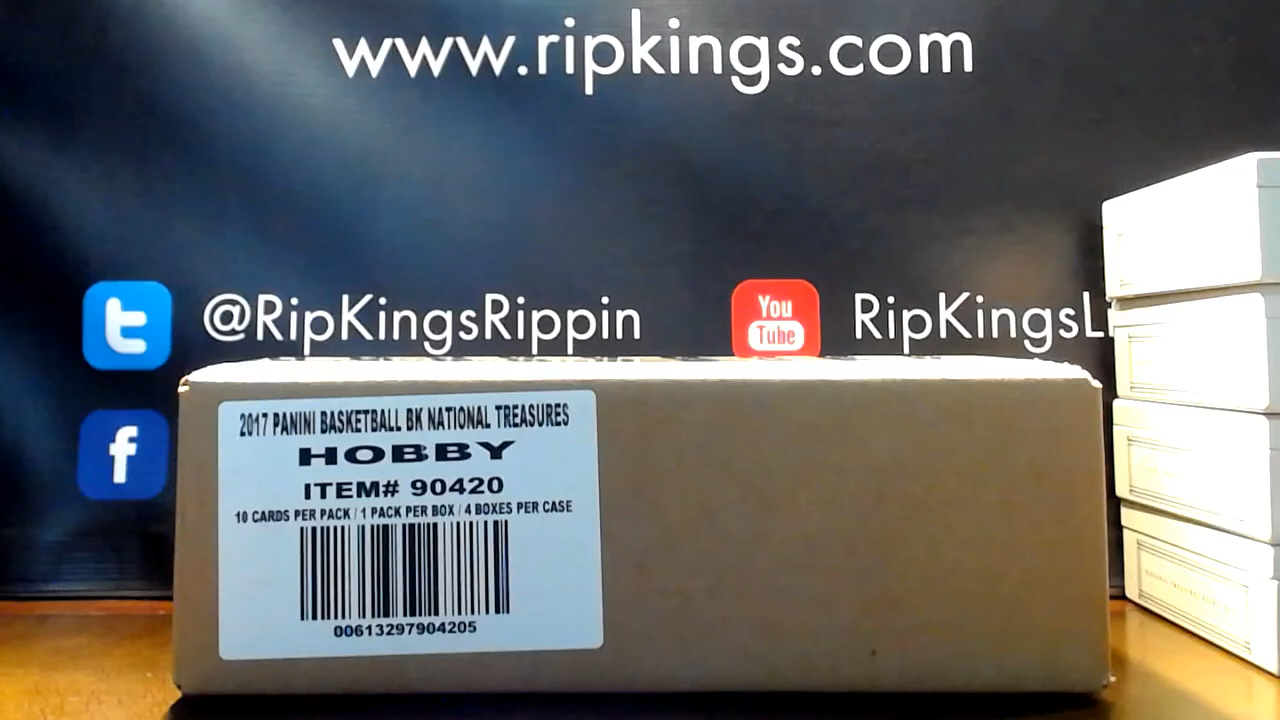 www.ripkings.com
@RipKingsRippin
You
Tube
RipKingsLi
2017 PANINI BASKETBALL BK NATIONAL TREASURES
HOBBY
ITEM# 90420
10 CARDS PER PACK / 1 PACK PER BOX / 4 BOXES PER CASE
00613297904205